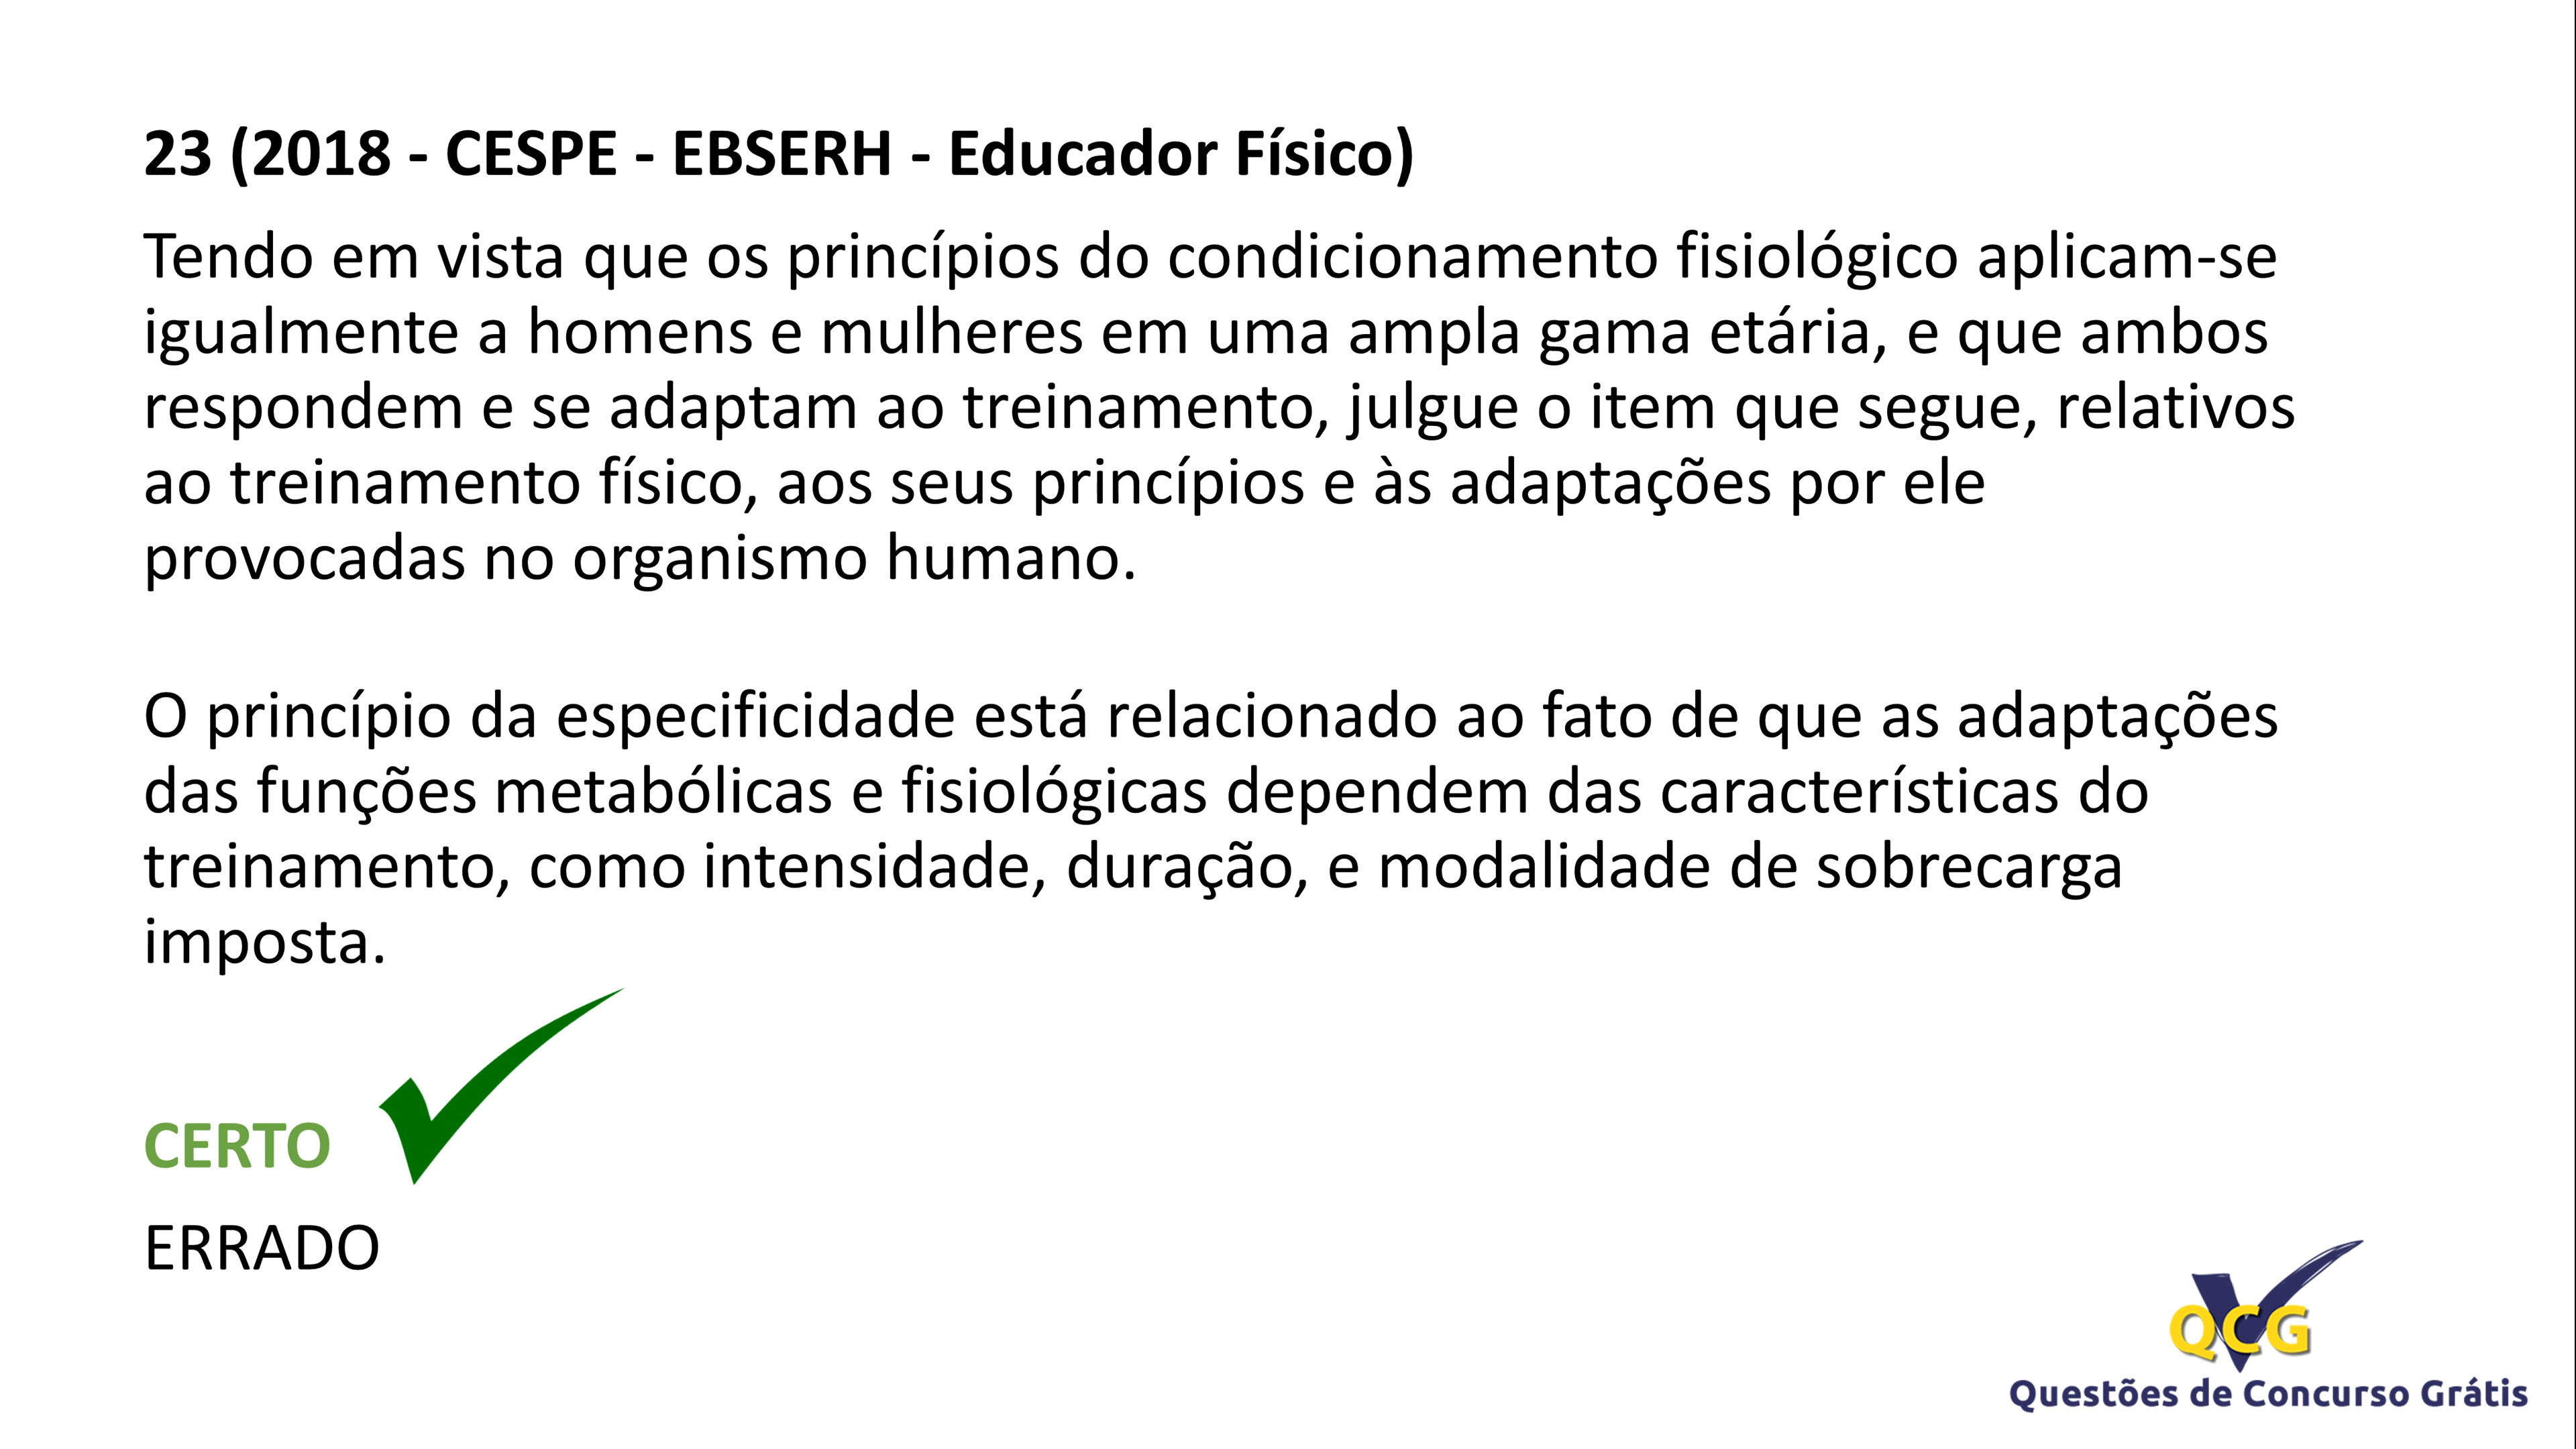 23 (2018 - CESPE - EBSERH - Educador Físico)
Tendo em vista que os princípios do condicionamento fisiológico aplicam-se
igualmente a homens e mulheres em uma ampla gama etária, e que ambos
respondem e se adaptam ao treinamento, julgue o item que segue, relativos
ao treinamento físico, aos seus princípios e às adaptações por ele
provocadas no organismo humano.
O princípio da especificidade está relacionado ao fato de que as adaptações
das funções metabólicas e fisiológicas dependem das características do
treinamento, como intensidade, duração, e modalidade de sobrecarga
imposta.
CERTO
ERRADO
QCG
Questões de Concurso Grátis